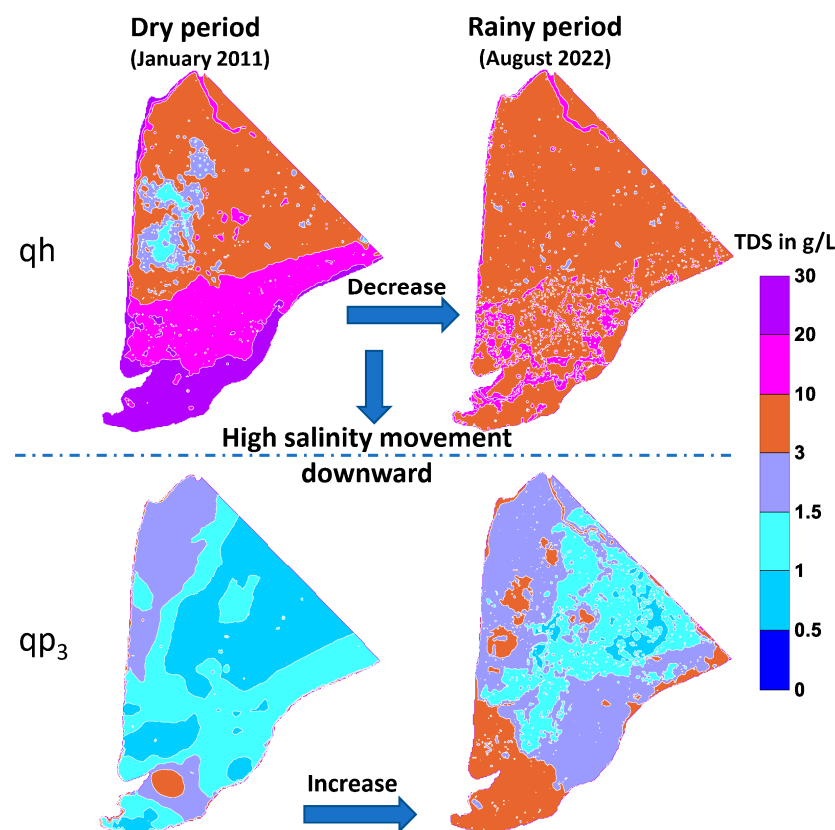 Dry period
(January 2011)
Rainy period
(August 2022)
qh
TDS in g/L
30
20
10
3
1.5
1
0.5
0
Decrease
High salinity movement
downward
qp3
Increase